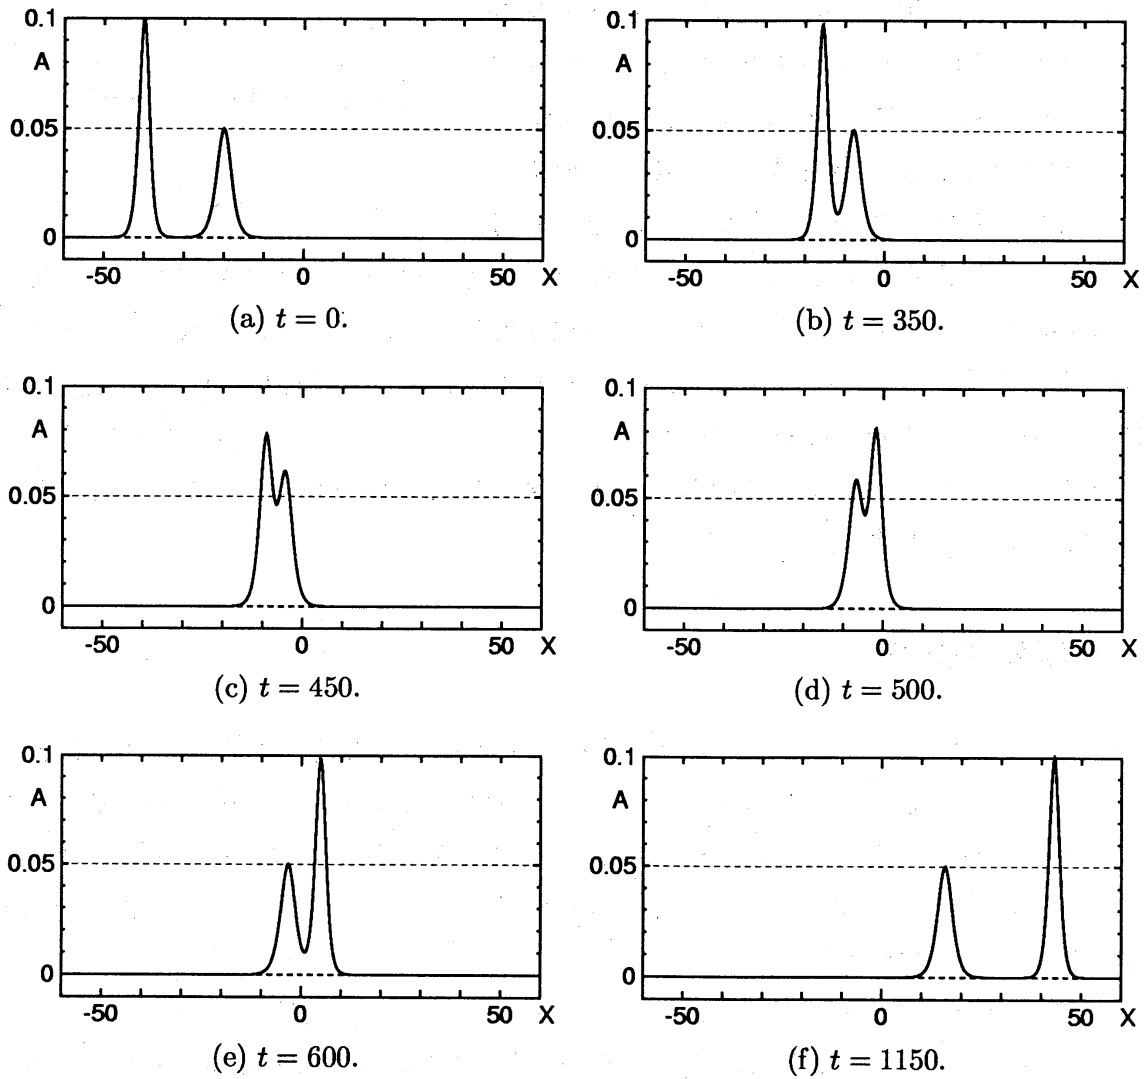 0.1
A
0.05
0
-50 0 50 X
(a) t = 0.
0.1
A
0.05
0
-50 0 50 X
(b) t = 350.
0.1
A
0.05
0
-50 0 50 X
(c) t = 450.
0.1
A
0.05
0
-50 0 50 X
(d) t = 500.
0.1
A
0.05
0
-50 0 50 X
(e) t = 600.
0.1
A
0.05
0
-50 0 50 X
(f) t = 1150.